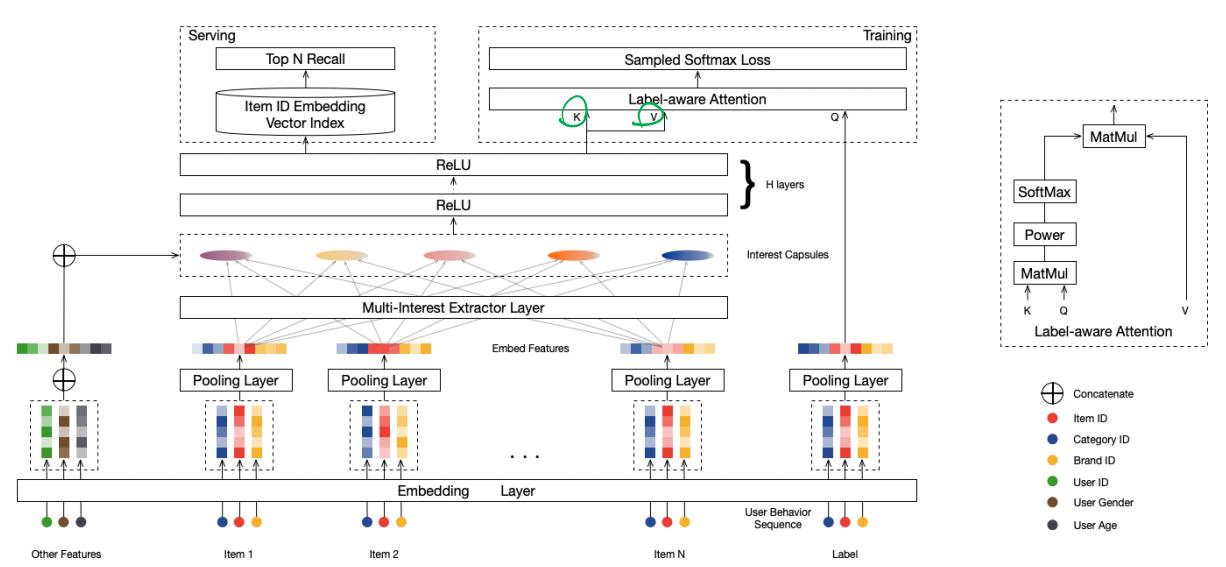 Serving
Training
Top N Recall
Sampled Softmax Loss
Item ID Embedding
Vector Index
Label-aware Attention
K
V
Q
ReLU
ReLU
H layers
Interest Capsules
Multi-Interest Extractor Layer
Embed Features
Pooling Layer
Pooling Layer
Pooling Layer
Pooling Layer
. . .
Embedding Layer
User Behavior
Sequence
Other Features
Item 1
Item 2
Item N
Label
MatMul
SoftMax
Power
MatMul
K
Q
V
Label-aware Attention
Concatenate
Item ID
Category ID
Brand ID
User ID
User Gender
User Age